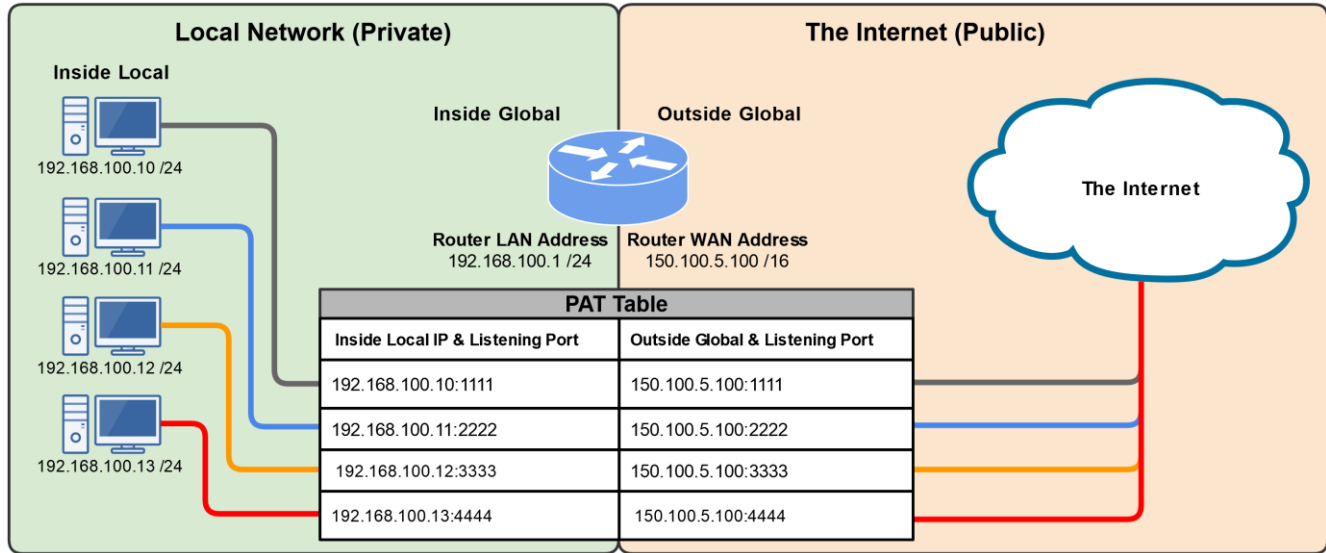 Local Network (Private)
The Internet (Public)
Inside Local
192.168.100.10 /24
192.168.100.11 /24
192.168.100.12 /24
192.168.100.13 /24
Inside Global
Outside Global
Router LAN Address
192.168.100.1 /24
Router WAN Address
150.100.5.100 /16
The Internet
PAT Table
Inside Local IP & Listening Port
Outside Global & Listening Port
192.168.100.10:1111
150.100.5.100:1111
192.168.100.11:2222
150.100.5.100:2222
192.168.100.12:3333
150.100.5.100:3333
192.168.100.13:4444
150.100.5.100:4444